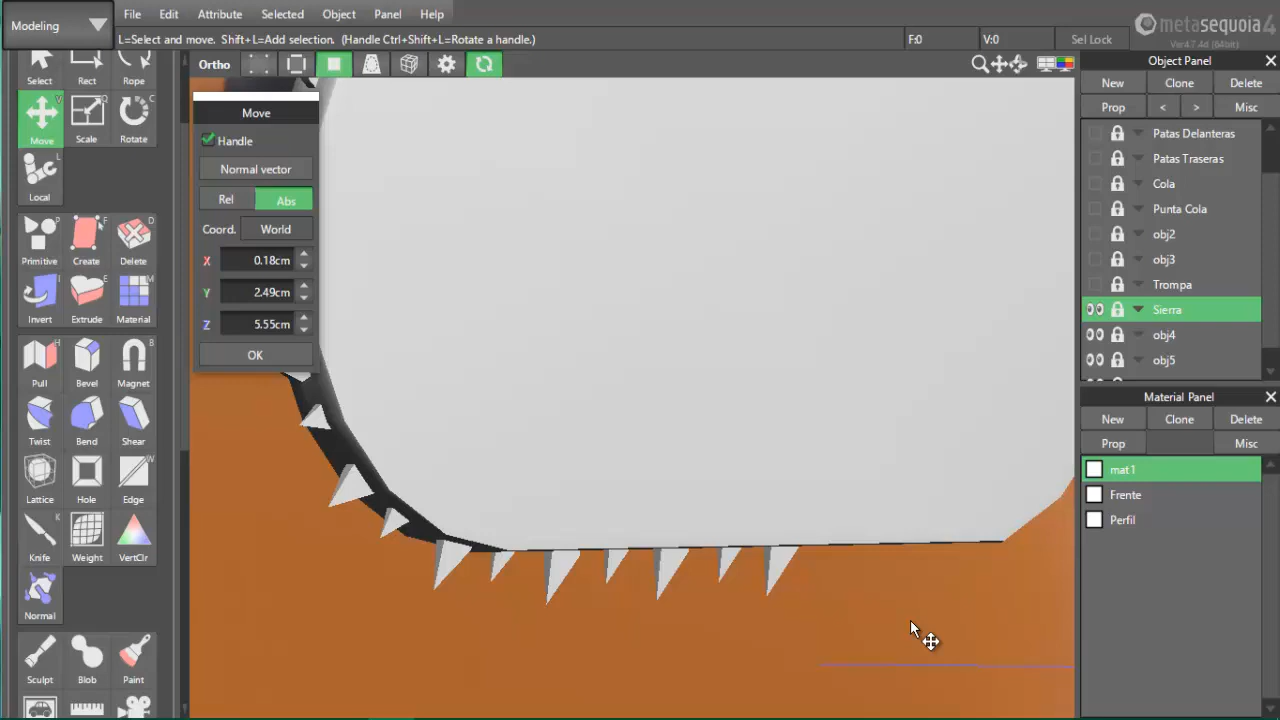 Modeling
File Edit Attribute Selected Object Panel Help
metasequoia 4
Ver4.7.4e (64bit)
L=Select and move. Shift+L=Add selection. (Handle Ctrl+Shift+L=Rotate a handle.)
F:0
V:0
Sel Lock
Select
Rect
Rope
V
Move
Q
Scale
C
Rotate
L
Local
P
Primitive
F
Create
D
Delete
I
Invert
E
Extrude
M
Material
H
Pull
Bevel
B
Magnet
Twist
Bend
Shear
Lattice
Hole
W
Edge
K
Knife
Weight
VertClr
Normal
Sculpt
Blob
Paint
Ortho
Move
Handle
Normal vector
Rel Abs
Coord. World
X 0.18cm
Y 2.49cm
Z 5.55cm
OK
Object Panel X
New Clone Delete
Prop < > Misc
Patas Delanteras
Patas Traseras
Cola
Punta Cola
obj2
obj3
Trompa
Sierra
obj4
obj5
Material Panel X
New Clone Delete
Prop Misc
mat1
Frente
Perfil